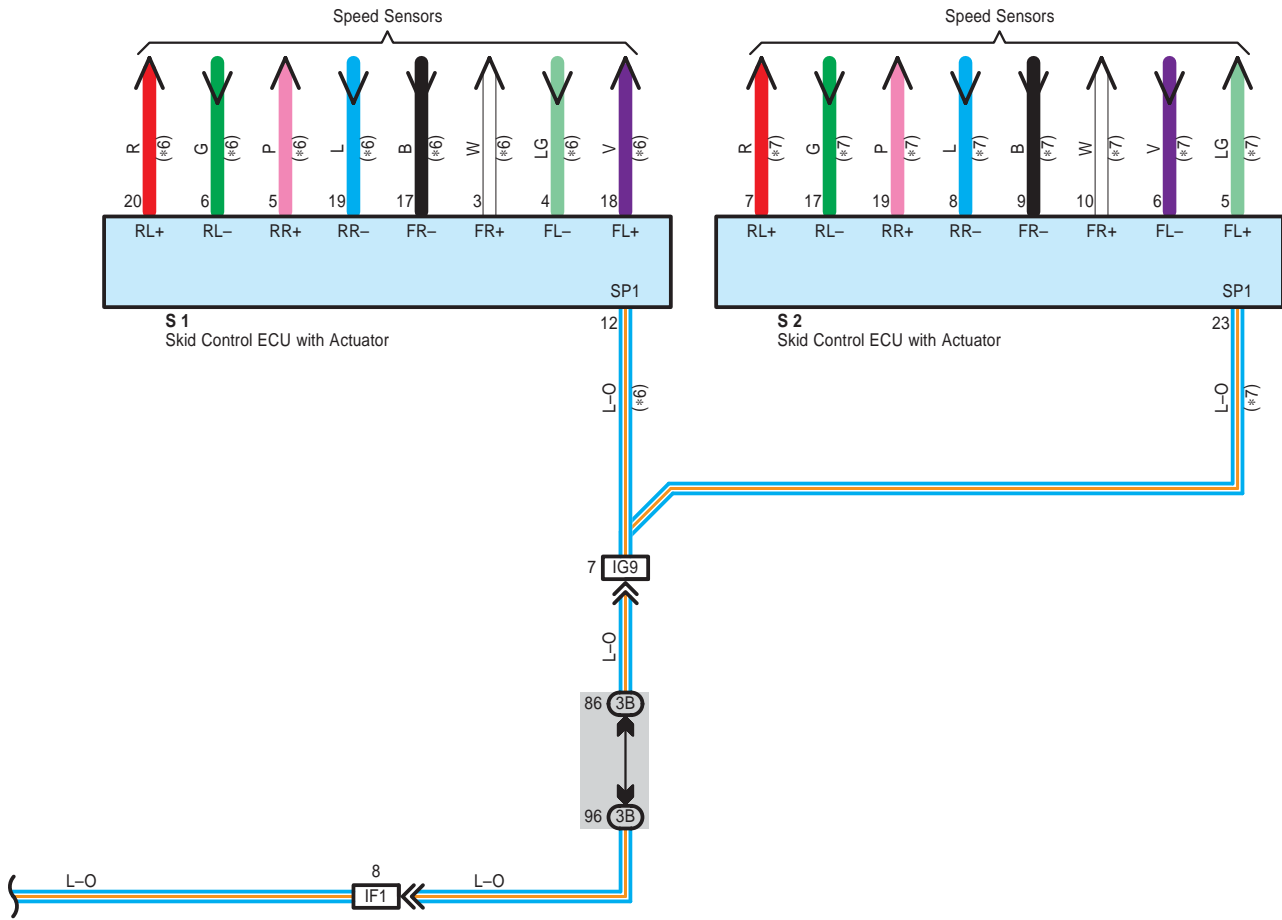 Speed Sensors Speed Sensors
R (*6) G (*6) P (*6) L (*6) B (*6) W (*6) LG (*6) V (*6) R (*7) G (*7) P (*7) L (*7) B (*7) W (*7) V (*7) LG (*7)
20 6 5 19 17 3 4 18 7 17 19 8 9 10 6 5
RL+ RL– RR+ RR– FR– FR+ FL– FL+ RL+ RL– RR+ RR– FR– FR+ FL– FL+
SP1 SP1
S 1 12 S 2 23
Skid Control ECU with Actuator Skid Control ECU with Actuator
L–O (*6) L–O (*7)
7 IG9
L–O
86 3B
96 3B
8
L–O L–O
IF1